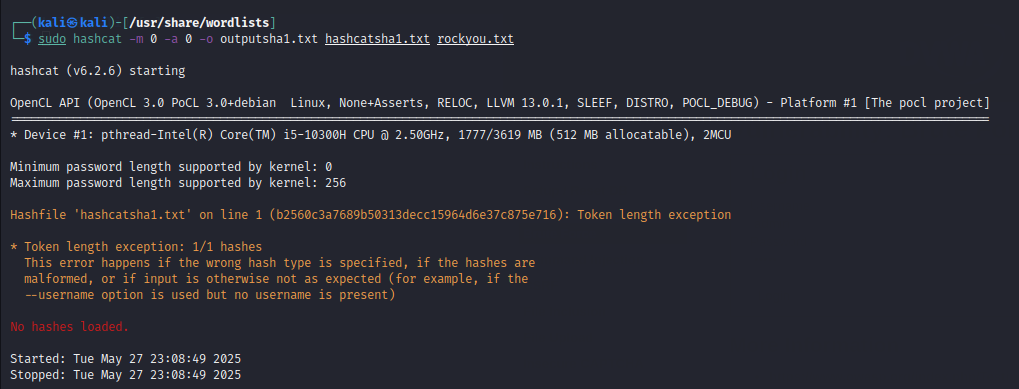 ┌──(kali㉿kali)-[/usr/share/wordlists]
└─$ sudo hashcat -m 0 -a 0 -o outputsha1.txt hashcatsha1.txt rockyou.txt
hashcat (v6.2.6) starting
OpenCL API (OpenCL 3.0 PoCL 3.0+debian  Linux, None+Asserts, RELOC, LLVM 13.0.1, SLEEF, DISTRO, POCL_DEBUG) - Platform #1 [The pocl project]
============================================================================================================================================
* Device #1: pthread-Intel(R) Core(TM) i5-10300H CPU @ 2.50GHz, 1777/3619 MB (512 MB allocatable), 2MCU
Minimum password length supported by kernel: 0
Maximum password length supported by kernel: 256
Hashfile 'hashcatsha1.txt' on line 1 (b2560c3a7689b50313decc15964d6e37c875e716): Token length exception
* Token length exception: 1/1 hashes
  This error happens if the wrong hash type is specified, if the hashes are
  malformed, or if input is otherwise not as expected (for example, if the
  --username option is used but no username is present)
No hashes loaded.
Started: Tue May 27 23:08:49 2025
Stopped: Tue May 27 23:08:49 2025